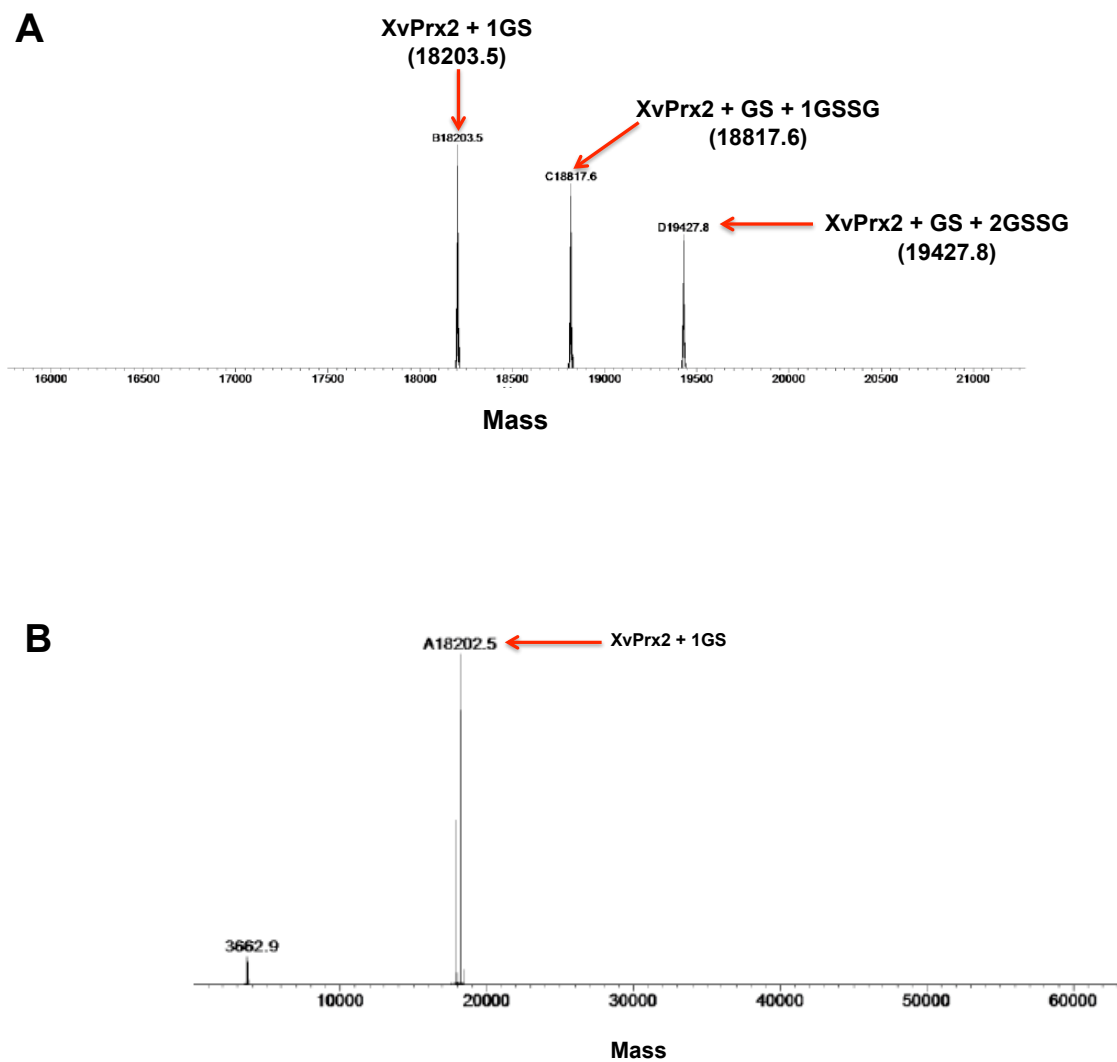 A
XvPrx2 + 1GS
(18203.5)
XvPrx2 + GS + 1GSSG
(18817.6)
B18203.5
C18817.6
D19427.8
XvPrx2 + GS + 2GSSG
(19427.8)
16000 16500 17000 17500 18000 18500 19000 19500 20000 20500 21000
Mass
B
A18202.5
XvPrx2 + 1GS
3662.9
10000 20000 30000 40000 50000 60000
Mass